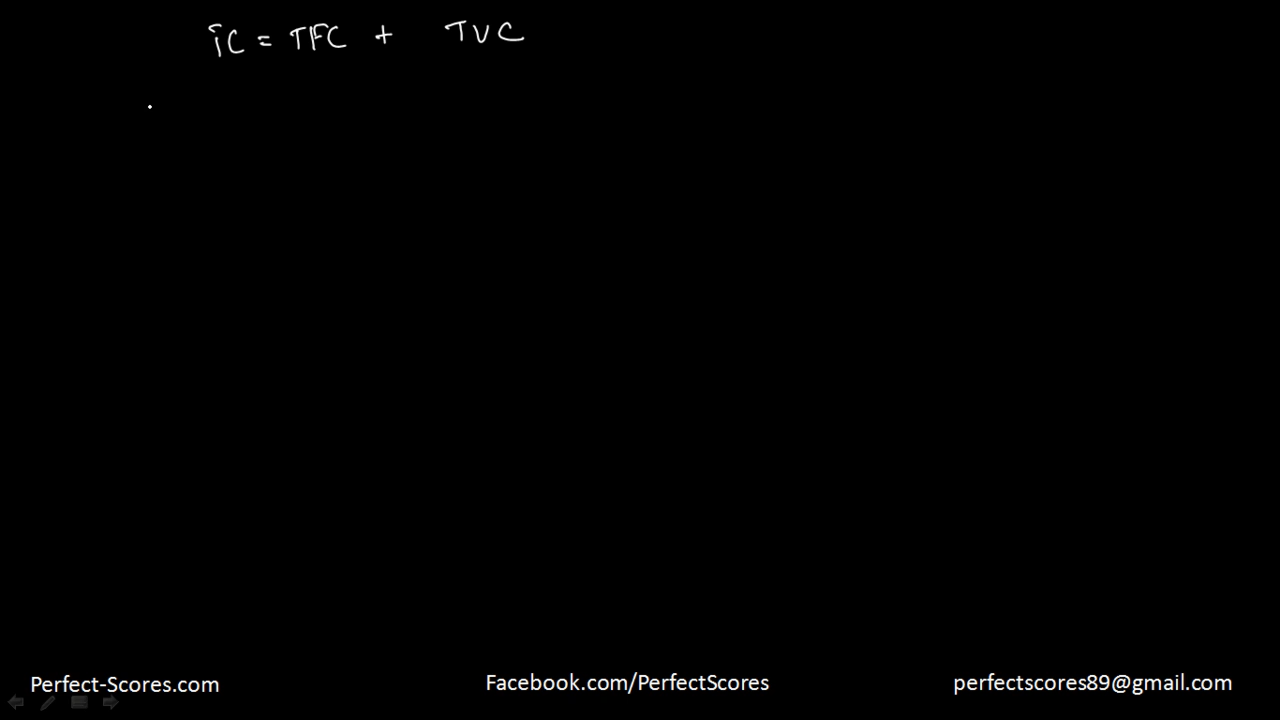 TC = TFC + TVC
Perfect-Scores.com
Facebook.com/PerfectScores
perfectscores89@gmail.com